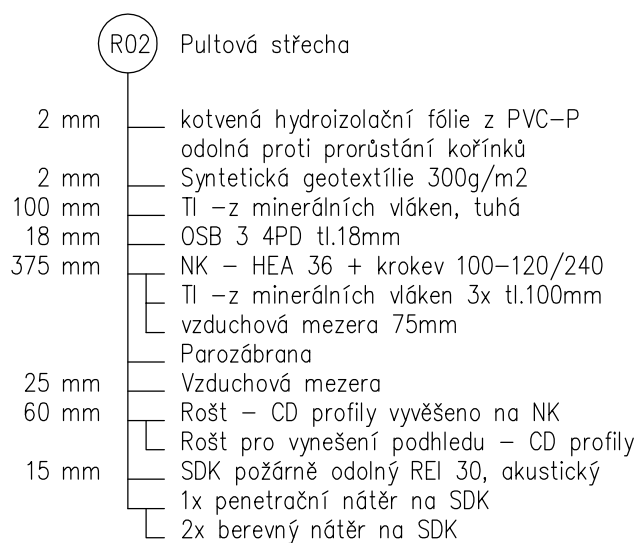 R02 Pultová střecha
2 mm kotvená hydroizolační fólie z PVC-P
odolná proti prorůstání kořínků
2 mm Syntetická geotextílie 300g/m2
100 mm TI -z minerálních vláken, tuhá
18 mm OSB 3 4PD tl.18mm
375 mm NK - HEA 36 + krokev 100-120/240
TI -z minerálních vláken 3x tl.100mm
vzduchová mezera 75mm
Parozábrana
25 mm Vzduchová mezera
60 mm Rošt - CD profily vyvěšeno na NK
Rošt pro vynešení podhledu - CD profily
15 mm SDK požárně odolný REI 30, akustický
1x penetrační nátěr na SDK
2x berevný nátěr na SDK